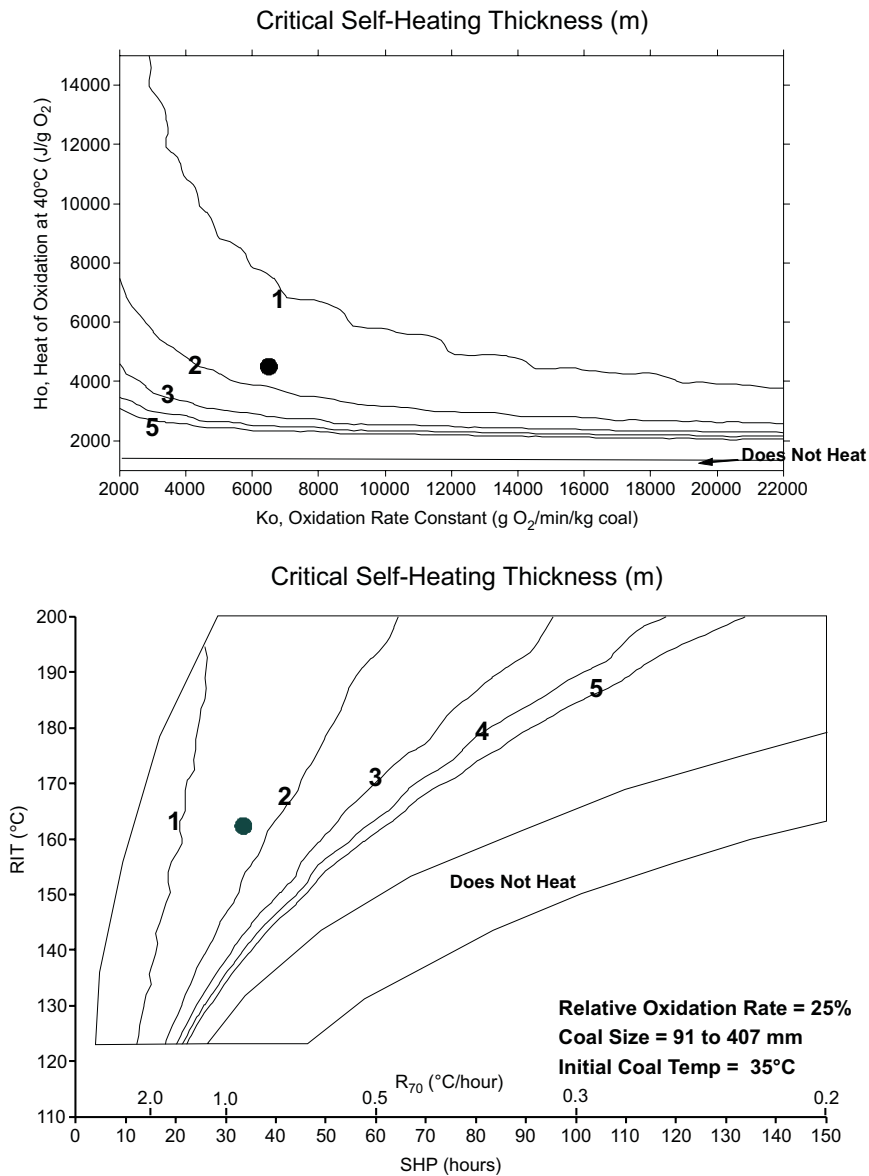 Critical Self-Heating Thickness (m)
Ho, Heat of Oxidation at 40°C (J/g O2)
14000
12000
10000
8000
6000
4000
2000
1
2
3
5
Does Not Heat
2000 4000 6000 8000 10000 12000 14000 16000 18000 20000 22000
Ko, Oxidation Rate Constant (g O2/min/kg coal)
Critical Self-Heating Thickness (m)
RIT (°C)
200
190
180
170
160
150
140
130
120
110
1
2
3
4
5
Does Not Heat
Relative Oxidation Rate = 25%
Coal Size = 91 to 407 mm
Initial Coal Temp = 35°C
R70 (°C/hour)
2.0 1.0 0.5 0.3 0.2
0 10 20 30 40 50 60 70 80 90 100 110 120 130 140 150
SHP (hours)